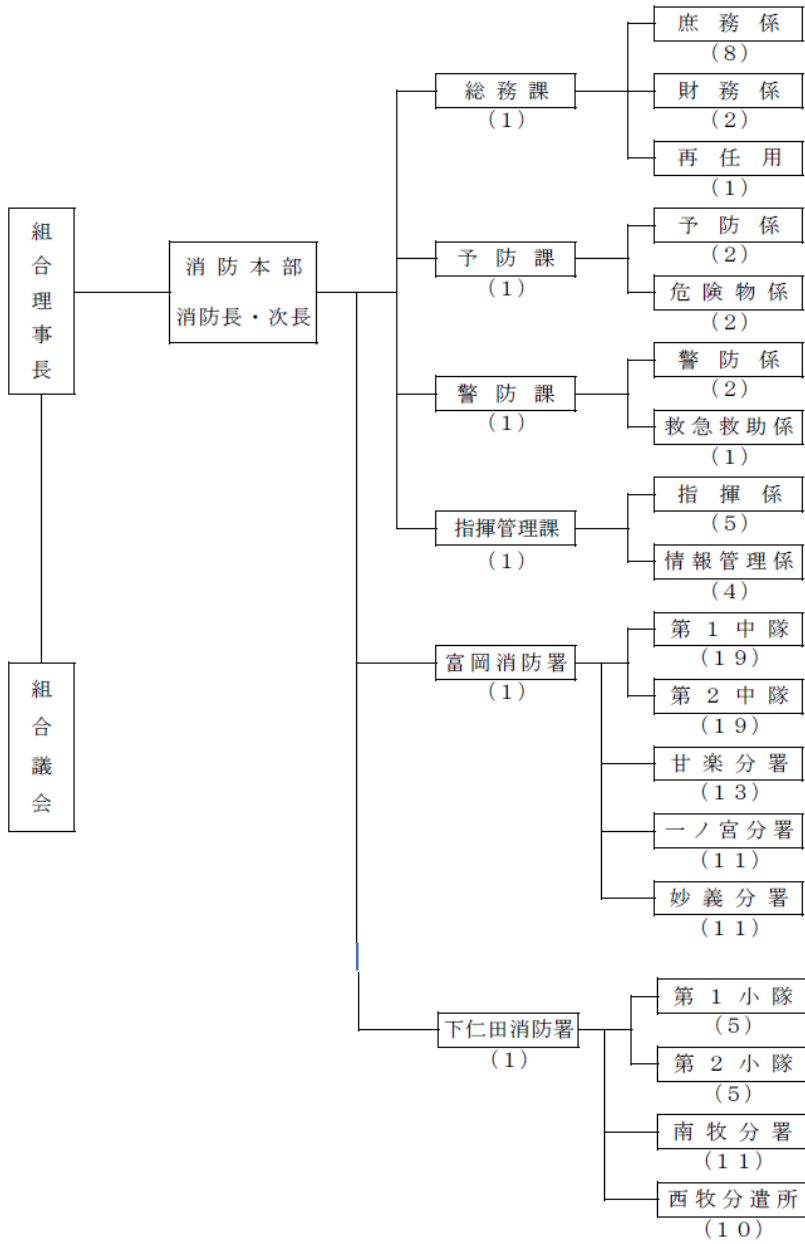 組合理事長
組合議会
消防本部
消防長・次長
総務課
（１）
庶務係
（８）
財務係
（２）
再任用
（１）
予防課
（１）
予防係
（２）
危険物係
（２）
警防課
（１）
警防係
（２）
救急救助係
（１）
指揮管理課
（１）
指揮係
（５）
情報管理係
（４）
富岡消防署
（１）
第１中隊
（１９）
第２中隊
（１９）
甘楽分署
（１３）
一ノ宮分署
（１１）
妙義分署
（１１）
下仁田消防署
（１）
第１小隊
（５）
第２小隊
（５）
南牧分署
（１１）
西牧分遣所
（１０）